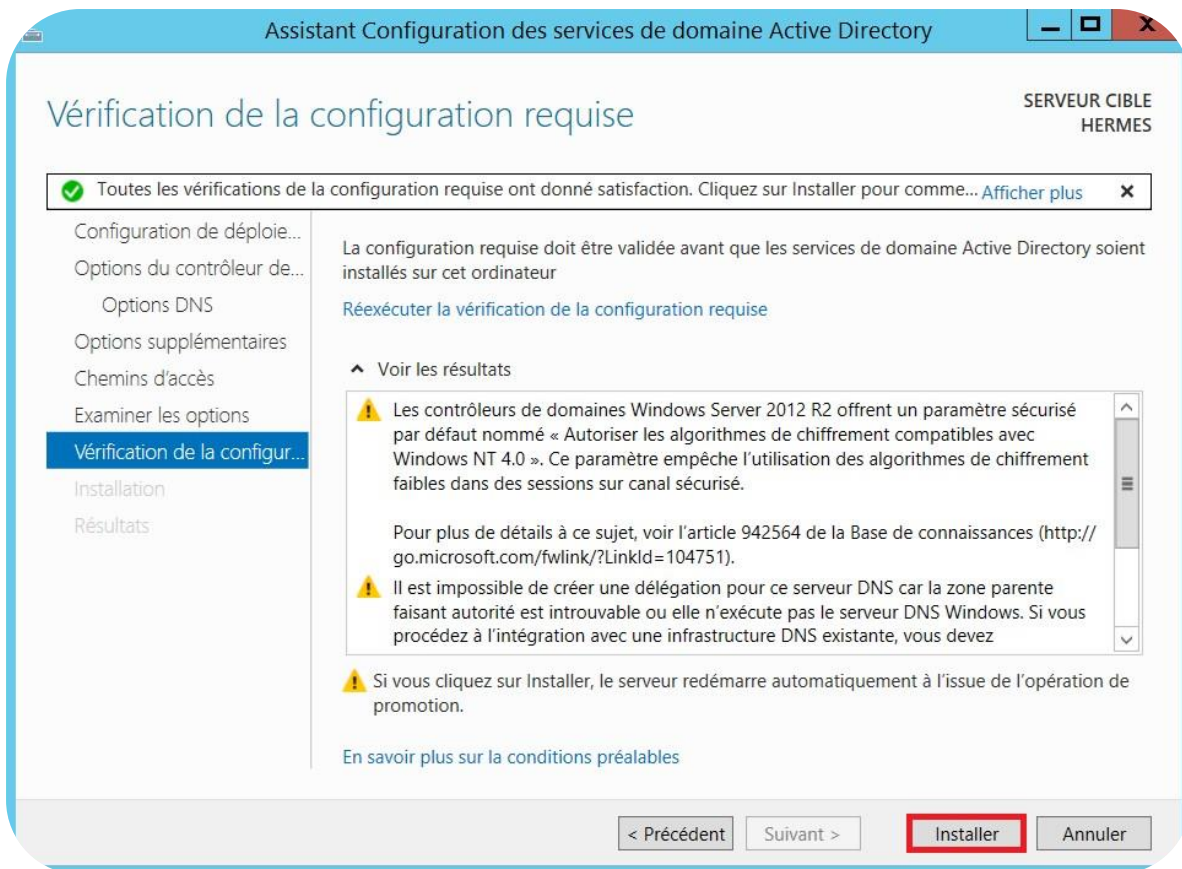 Assistant Configuration des services de domaine Active Directory
Vérification de la configuration requise
SERVEUR CIBLE
HERMES
Toutes les vérifications de la configuration requise ont donné satisfaction. Cliquez sur Installer pour comme... Afficher plus
Configuration de déploie...
Options du contrôleur de...
Options DNS
Options supplémentaires
Chemins d'accès
Examiner les options
Vérification de la configur...
Installation
Résultats
La configuration requise doit être validée avant que les services de domaine Active Directory soient
installés sur cet ordinateur
Réexécuter la vérification de la configuration requise
Voir les résultats
Les contrôleurs de domaines Windows Server 2012 R2 offrent un paramètre sécurisé
par défaut nommé « Autoriser les algorithmes de chiffrement compatibles avec
Windows NT 4.0 ». Ce paramètre empêche l'utilisation des algorithmes de chiffrement
faibles dans des sessions sur canal sécurisé.
Pour plus de détails à ce sujet, voir l'article 942564 de la Base de connaissances (http://
go.microsoft.com/fwlink/?LinkId=104751).
Il est impossible de créer une délégation pour ce serveur DNS car la zone parente
faisant autorité est introuvable ou elle n'exécute pas le serveur DNS Windows. Si vous
procédez à l'intégration avec une infrastructure DNS existante, vous devez
Si vous cliquez sur Installer, le serveur redémarre automatiquement à l'issue de l'opération de
promotion.
En savoir plus sur la conditions préalables
< Précédent
Suivant >
Installer
Annuler